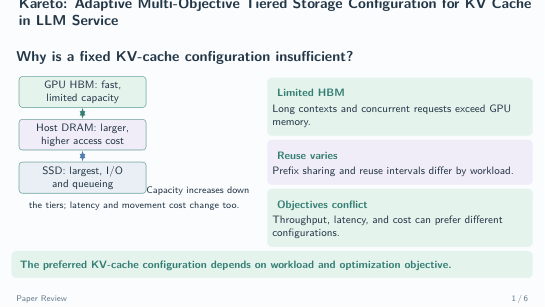 Kareto: Adaptive Multi-Objective Tiered Storage Configuration for KV Cache
in LLM Service
Why is a fixed KV-cache configuration insufficient?
GPU HBM: fast,
limited capacity
Host DRAM: larger,
higher access cost
SSD: largest, I/O
and queueing
Capacity increases down
the tiers; latency and movement cost change too.
Limited HBM
Long contexts and concurrent requests exceed GPU
memory.
Reuse varies
Prefix sharing and reuse intervals differ by workload.
Objectives conflict
Throughput, latency, and cost can prefer different
configurations.
The preferred KV-cache configuration depends on workload and optimization objective.
Paper Review
1 / 6